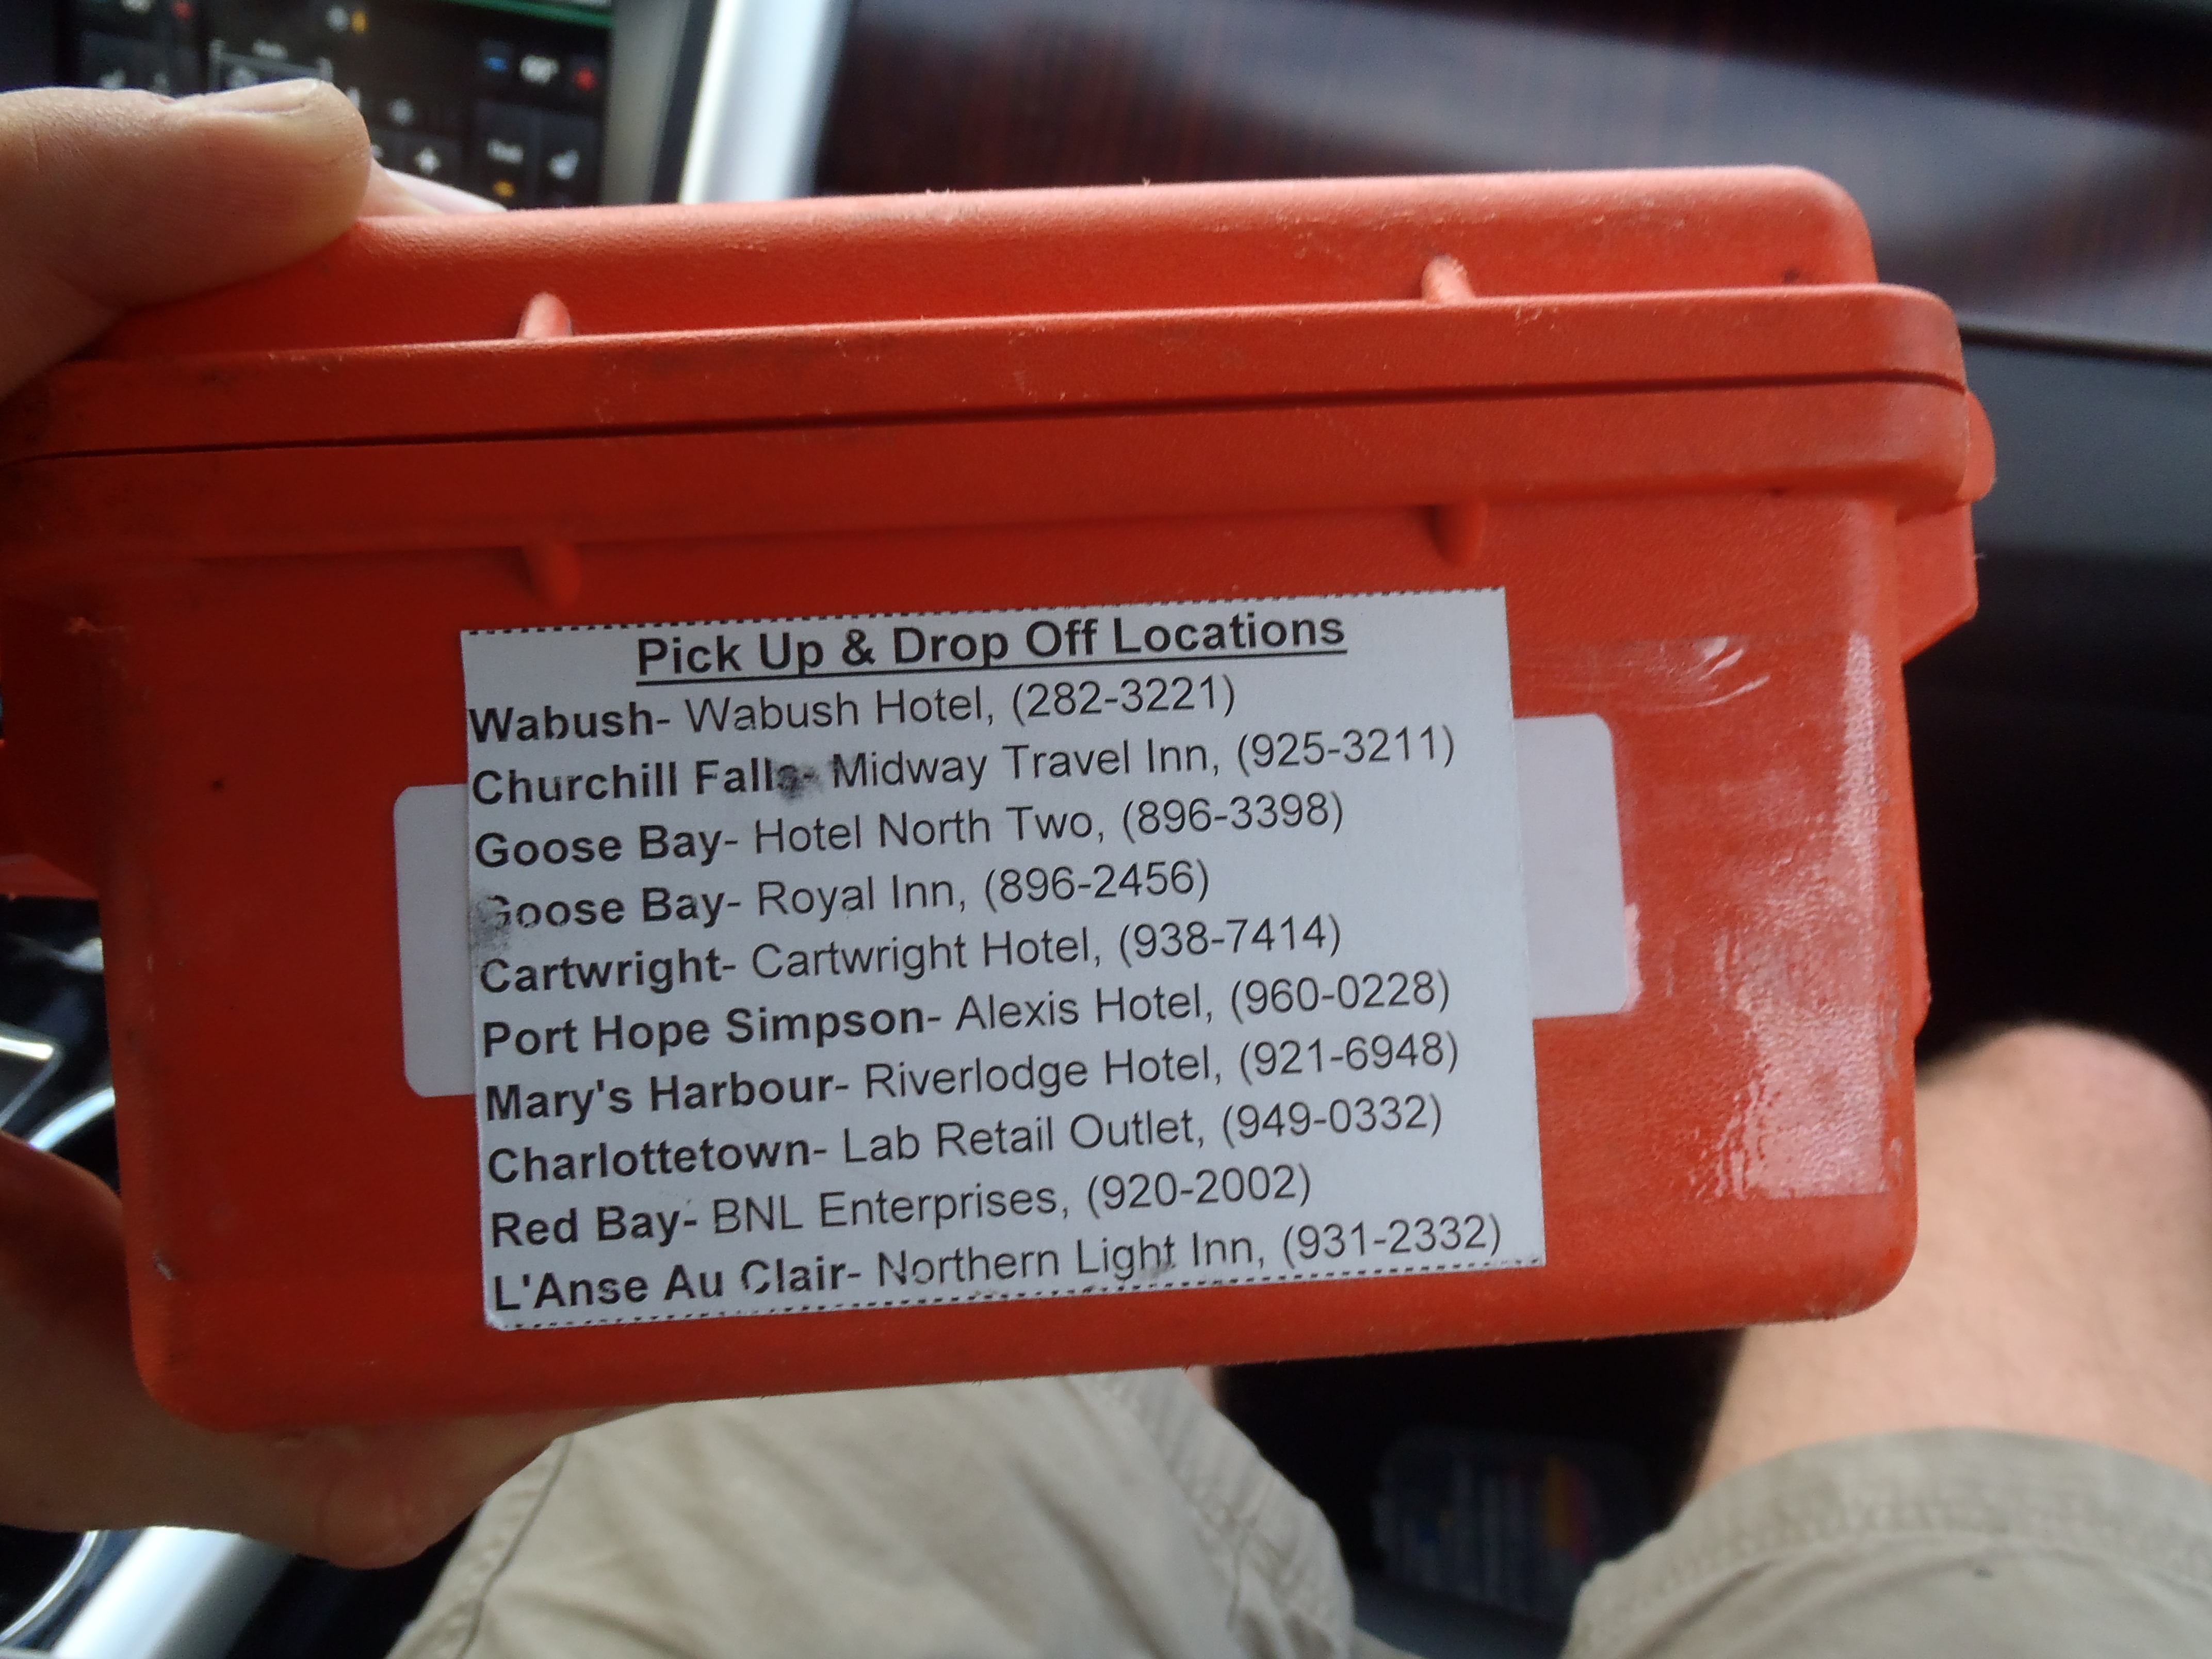 Pick Up & Drop Off Locations
Wabush- Wabush Hotel, (282-3221)
Churchill Falls- Midway Travel Inn, (925-3211)
Goose Bay- Hotel North Two, (896-3398)
Goose Bay- Royal Inn, (896-2456)
Cartwright- Cartwright Hotel, (938-7414)
Port Hope Simpson- Alexis Hotel, (960-0228)
Mary's Harbour- Riverlodge Hotel, (921-6948)
Charlottetown- Lab Retail Outlet, (949-0332)
Red Bay- BNL Enterprises, (920-2002)
L'Anse Au Clair- Northern Light Inn, (931-2332)